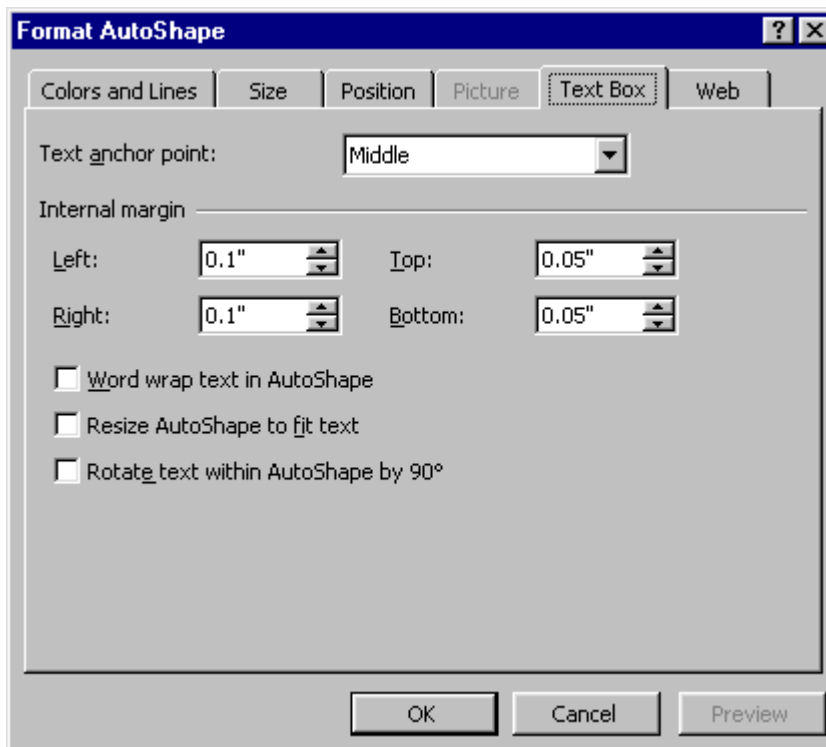 Format AutoShape
Colors and Lines Size Position Picture Text Box Web
Text anchor point: Middle
Internal margin
Left: 0.1" Top: 0.05"
Right: 0.1" Bottom: 0.05"
Word wrap text in AutoShape
Resize AutoShape to fit text
Rotate text within AutoShape by 90°
OK Cancel Preview